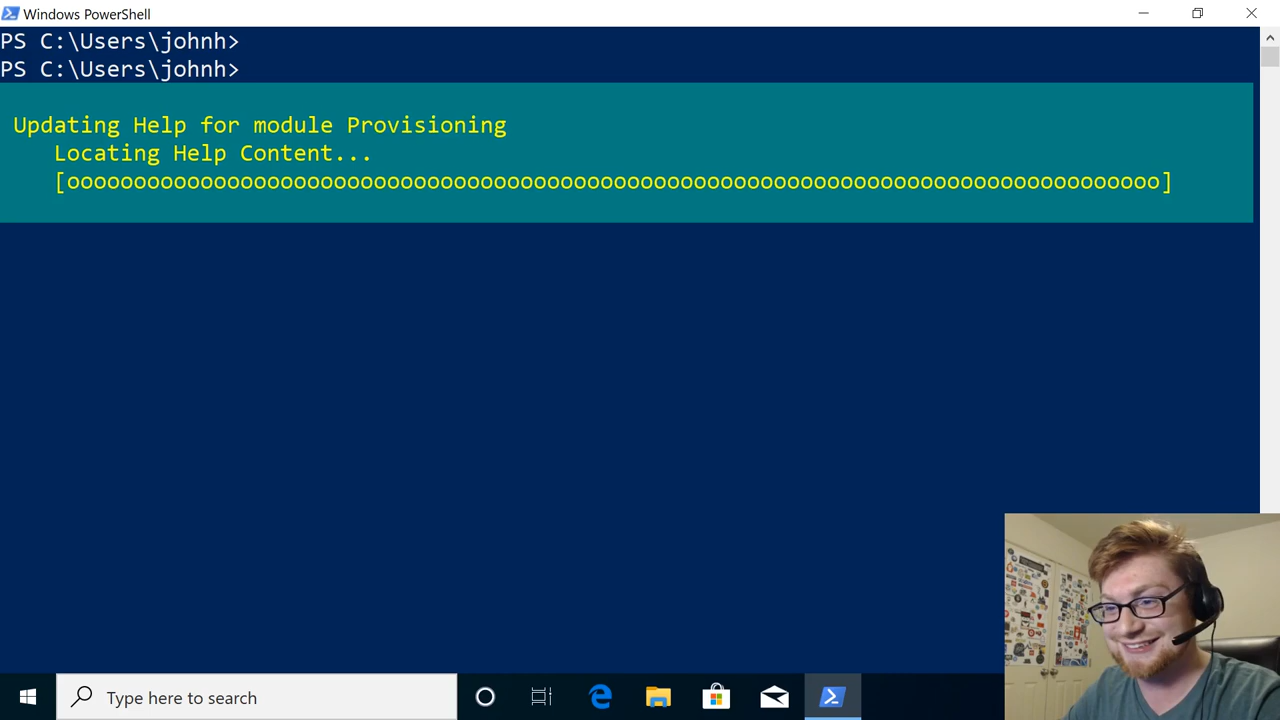 Windows PowerShell
PS C:\Users\johnh>
PS C:\Users\johnh>
Updating Help for module Provisioning
Locating Help Content...
[oooooooooooooooooooooooooooooooooooooooooooooooooooooooooooooooooooooooooooooooooo]
Type here to search